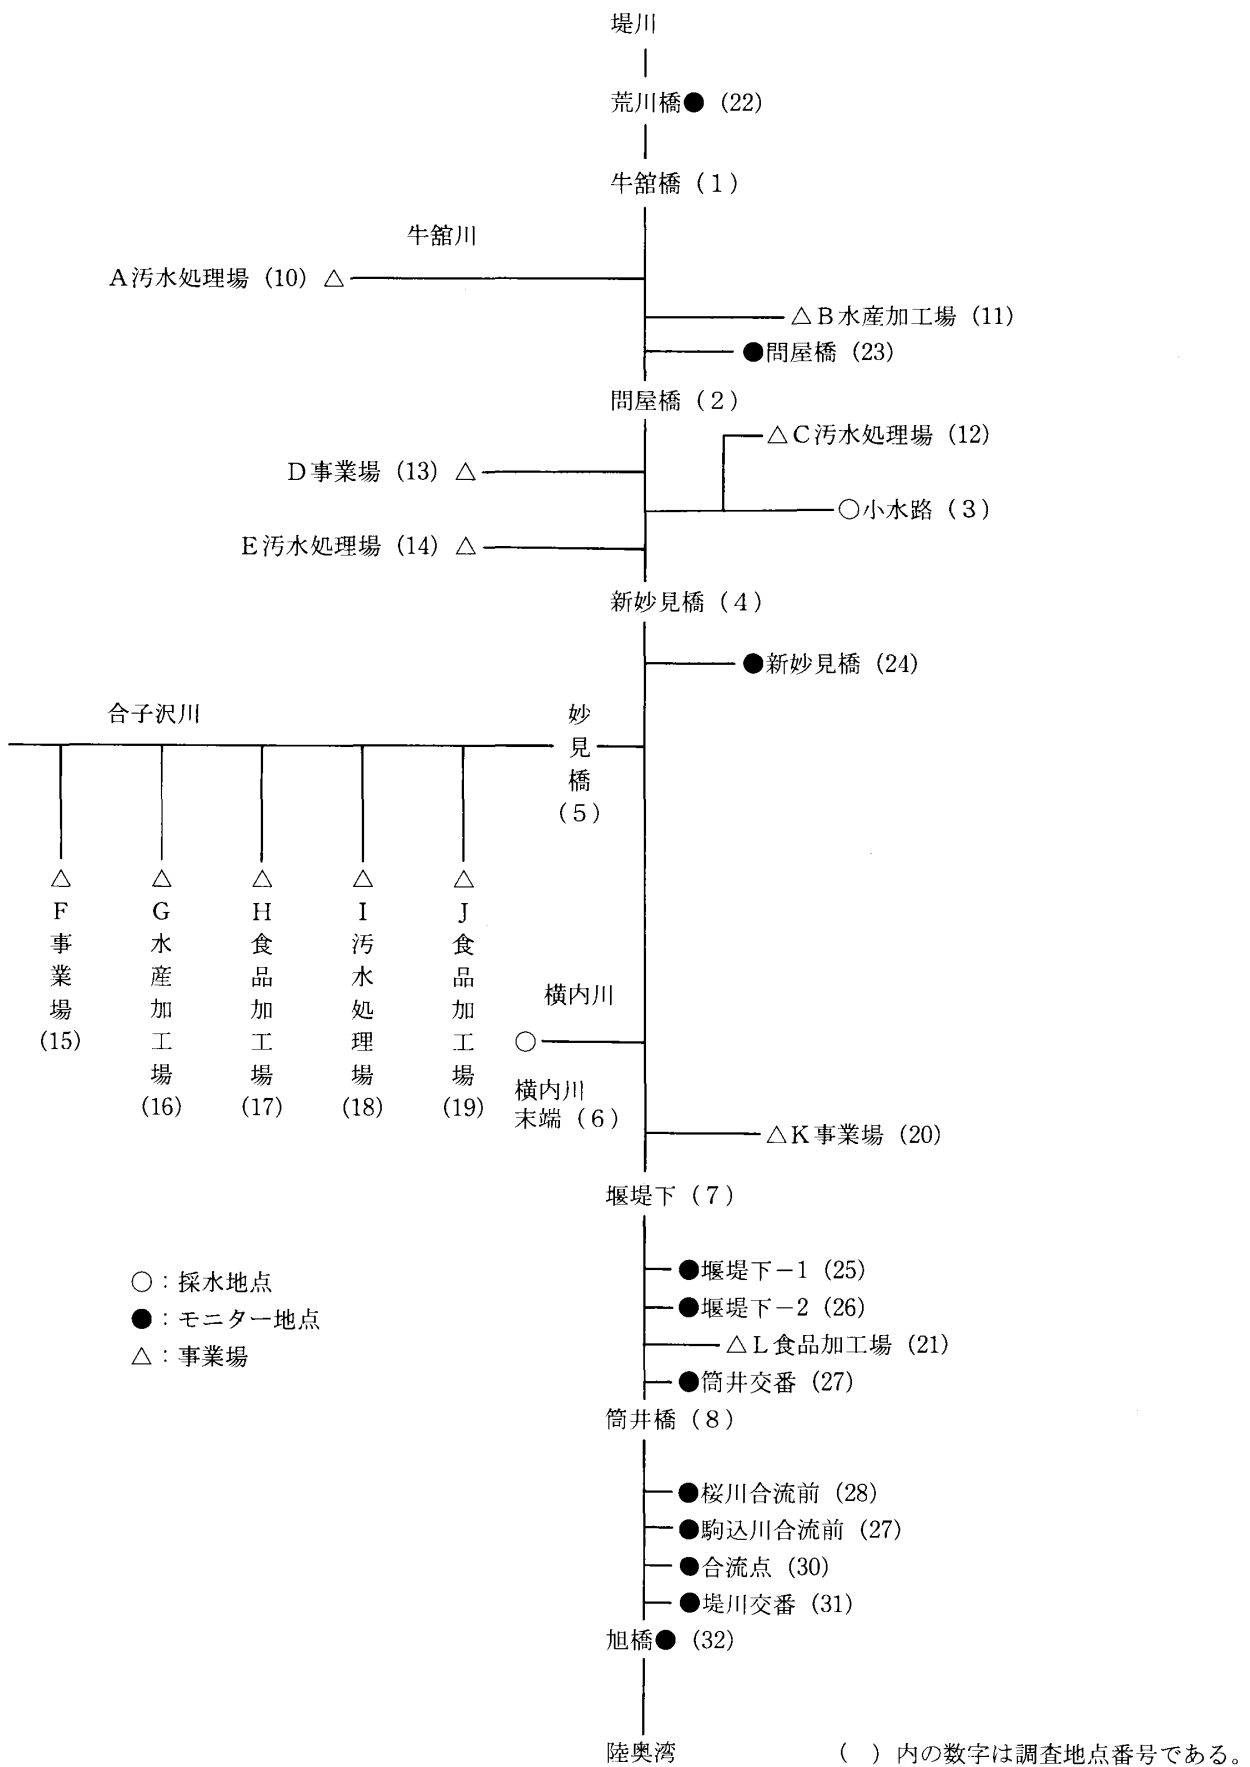 堤川
荒川橋●（22）
牛舘橋（1）
牛舘川
A汚水処理場（10）△
△B水産加工場（11）
●問屋橋（23）
問屋橋（2）
△C汚水処理場（12）
D事業場（13）△
○小水路（3）
E汚水処理場（14）△
新妙見橋（4）
●新妙見橋（24）
合子沢川
妙見橋（5）
△F事業場（15）
△G水産加工場（16）
△H食品加工場（17）
△I汚水処理場（18）
△J食品加工場（19）
横内川
○
横内川
末端（6）
△K事業場（20）
堰堤下（7）
●堰堤下－1（25）
●堰堤下－2（26）
△L食品加工場（21）
●筒井交番（27）
筒井橋（8）
○：採水地点
●：モニター地点
△：事業場
●桜川合流前（28）
●駒込川合流前（27）
●合流点（30）
●堤川交番（31）
旭橋●（32）
陸奥湾
（　）内の数字は調査地点番号である。